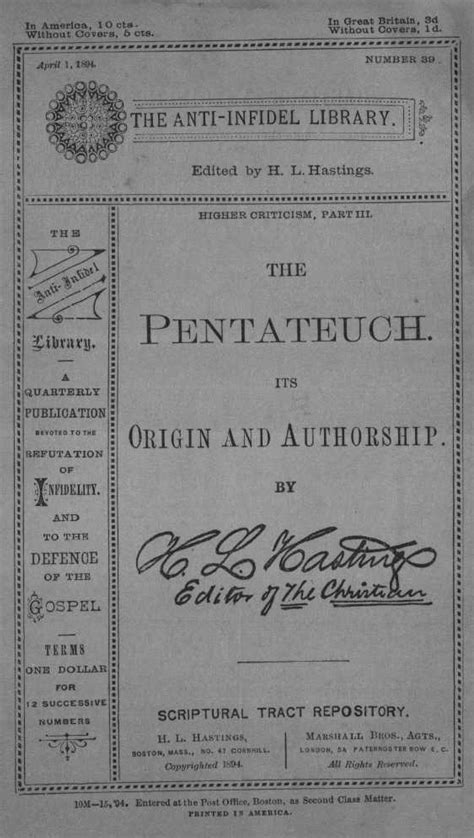 In America, 10 cts.
Without Covers, 5 cts.
In Great Britain, 3d
Without Covers, 1d.
April 1, 1894.
NUMBER 39.
THE ANTI-INFIDEL LIBRARY.
Edited by H. L. Hastings.
THE
Anti-Infidel
Library.
A
QUARTERLY
PUBLICATION
DEVOTED TO THE
REFUTATION
OF
INFIDELITY.
AND
TO THE
DEFENCE
OF THE
GOSPEL
TERMS
ONE DOLLAR
FOR
12 SUCCESSIVE
NUMBERS
HIGHER CRITICISM, PART III.
THE
PENTATEUCH.
ITS
ORIGIN AND AUTHORSHIP.
BY
H. L. Hastings
Editor of The Christian
SCRIPTURAL TRACT REPOSITORY.
H. L. HASTINGS,
BOSTON, MASS., NO. 47 CORNHILL.
Copyrighted 1894.
MARSHALL BROS., AGTS.,
LONDON, 5A PATERNOSTER ROW E. C.
All Rights Reserved.
10M—15,'94. Entered at the Post Office, Boston, as Second Class Matter.
PRINTED IN AMERICA.